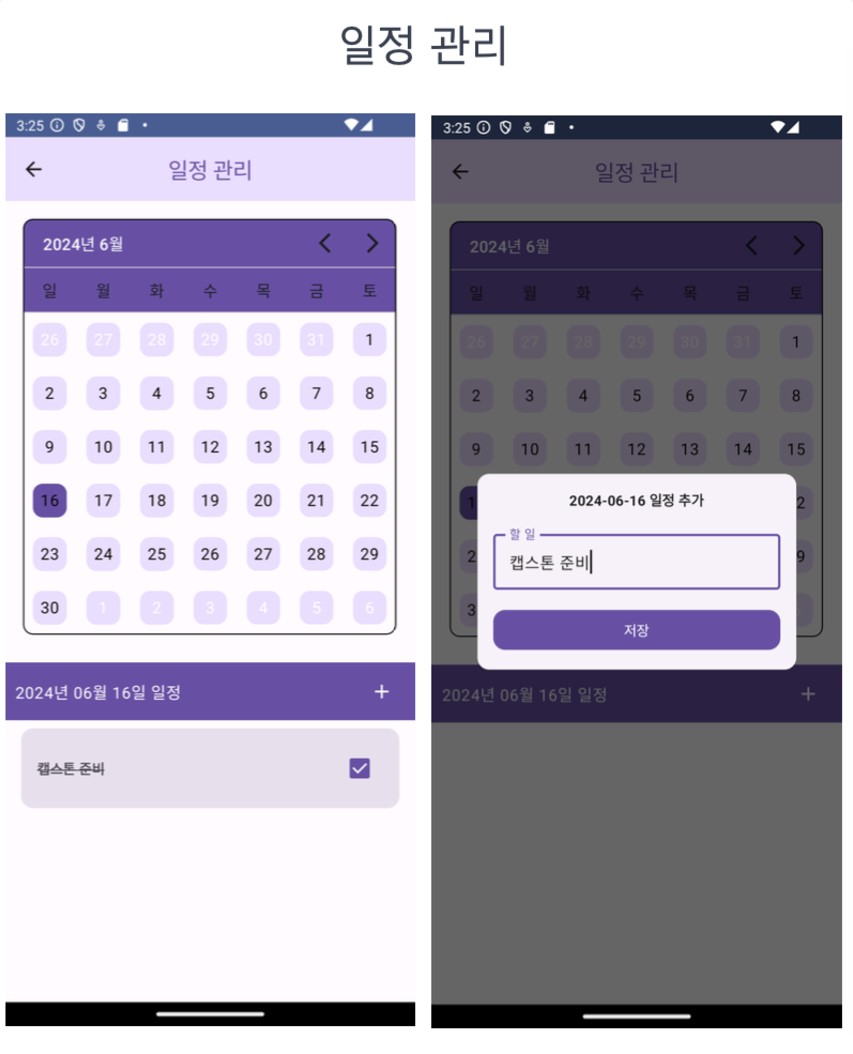 일정 관리
3:25
일정 관리
2024년 6월
일 월 화 수 목 금 토
26 27 28 29 30 31 1
2 3 4 5 6 7 8
9 10 11 12 13 14 15
16 17 18 19 20 21 22
23 24 25 26 27 28 29
30 1 2 3 4 5 6
2024년 06월 16일 일정 +
캡스톤 준비
3:25
일정 관리
2024년 6월
일 월 화 수 목 금 토
26 27 28 29 30 31 1
2 3 4 5 6 7 8
9 10 11 12 13 14 15
1 2
2024-06-16 일정 추가
할 일
2 9
캡스톤 준비
3
저장
2024년 06월 16일 일정 +